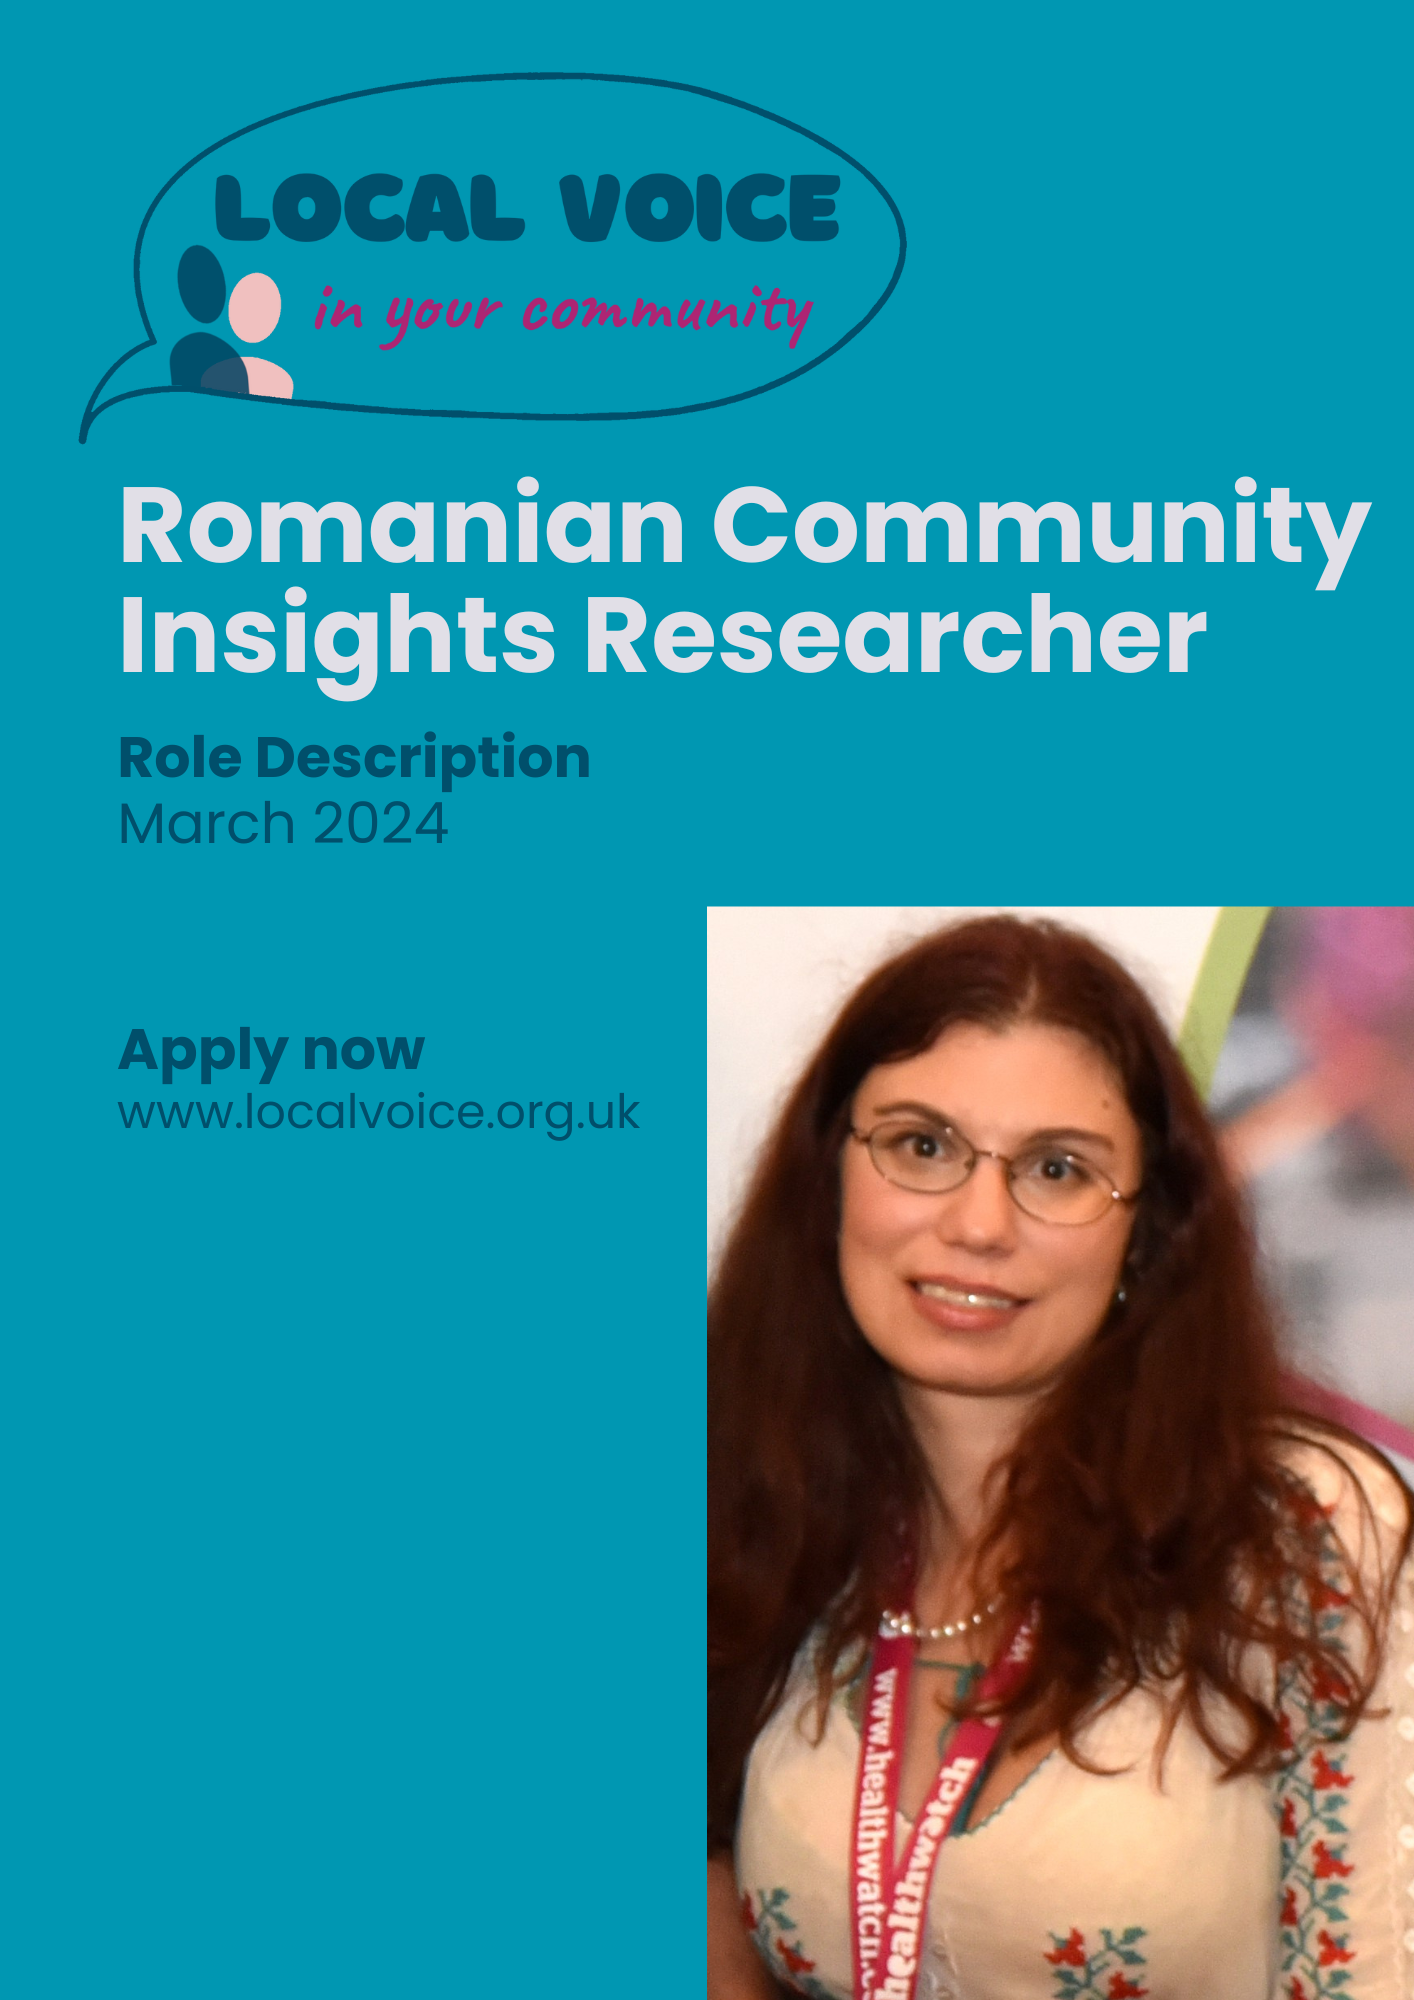 LOCAL VOICE
in your community
Romanian Community
Insights Researcher
Role Description
March 2024
Apply now
www.localvoice.org.uk
www.healthwatch.c
healthwatch